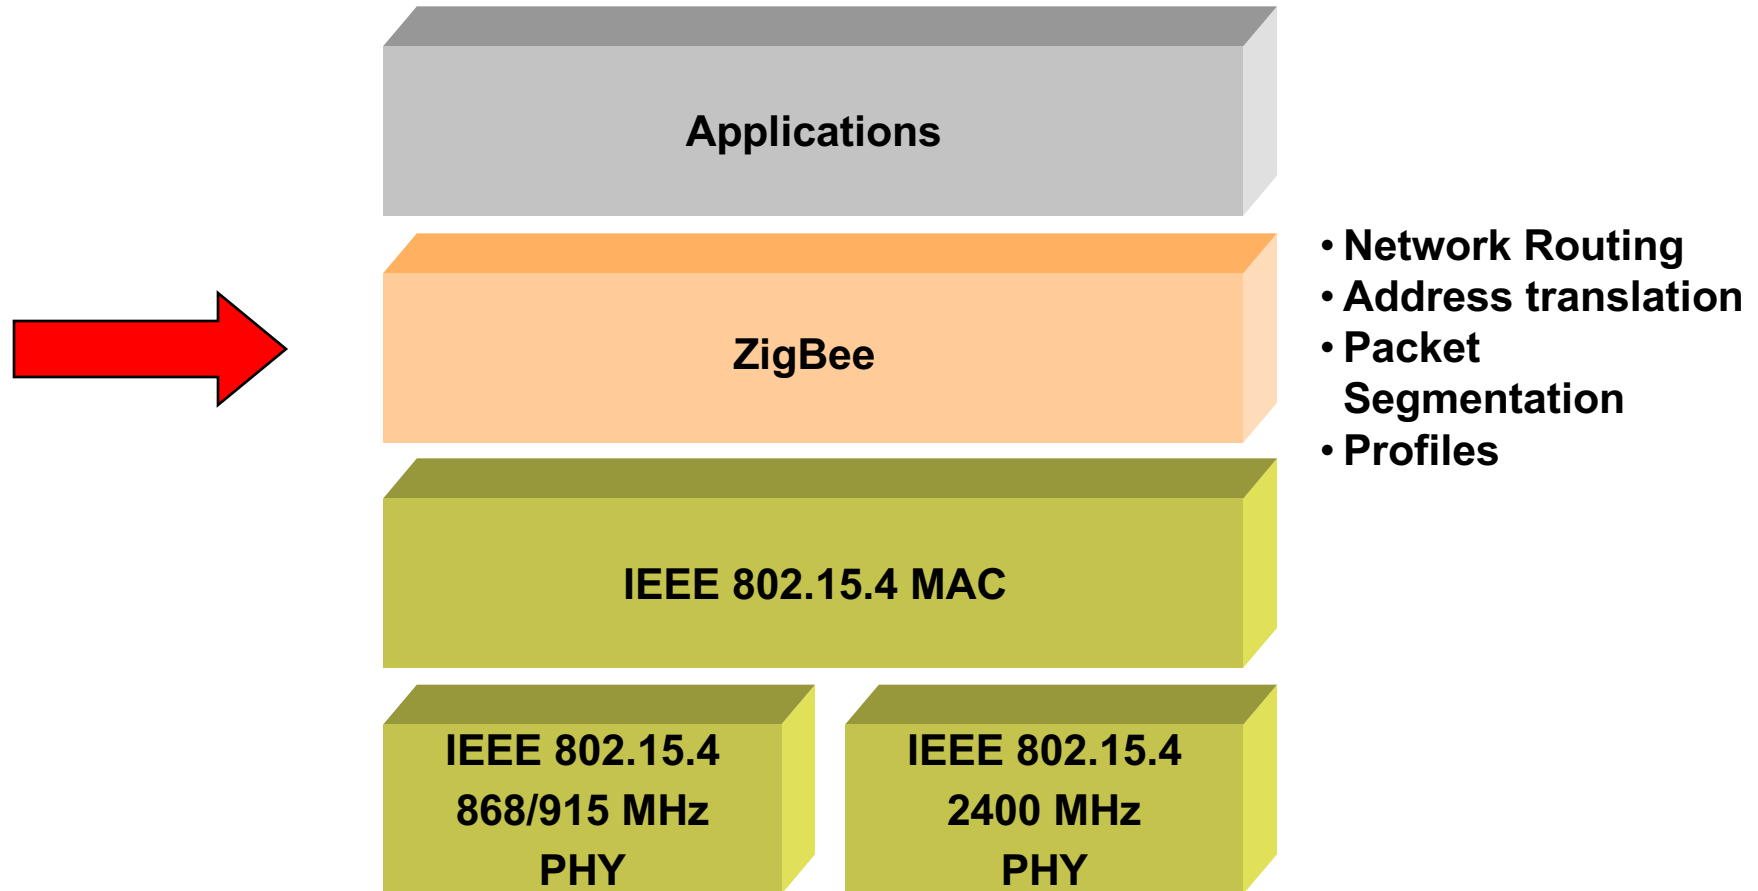 Applications
ZigBee
• Network Routing
• Address translation
• Packet
Segmentation
• Profiles
IEEE 802.15.4 MAC
IEEE 802.15.4
868/915 MHz
PHY
IEEE 802.15.4
2400 MHz
PHY